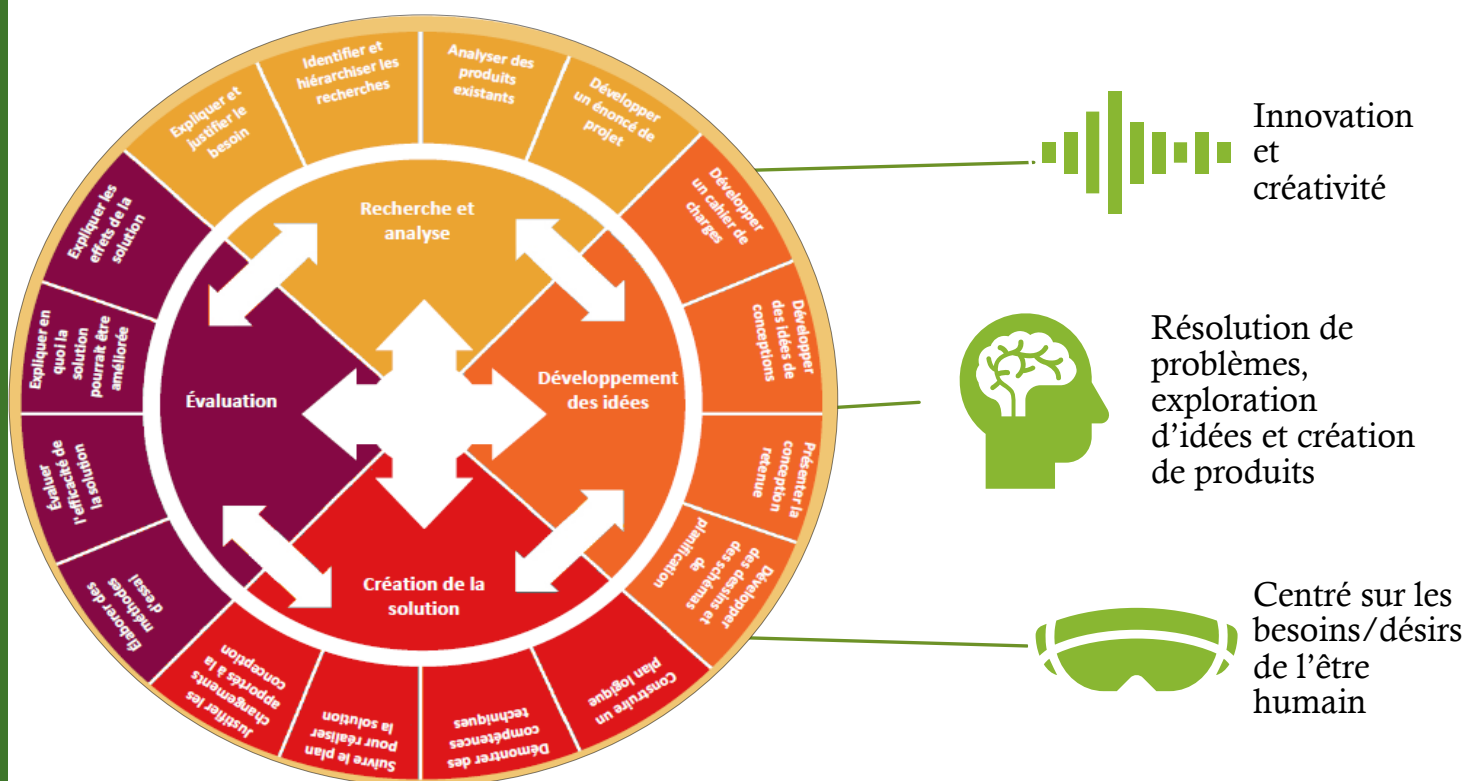 Expliquer et
justifier le
besoin
Identifier et
hiérarchiser les
recherches
Analyser des
produits
existants
Développer
un énoncé de
projet
Développer
un cahier de
charges
Développer
des idées de
conceptions
Présenter la
conception
retenue
Développer
des dessins et
des schémas
de
planification
Construire un
plan logique
Démontrer des
compétences
techniques
Suivre le plan
pour réaliser
la solution
Justifier les
changements
apportés à la
conception
Élaborer des
méthodes
d'essai
Évaluer
l'efficacité de
la solution
Expliquer en
quoi la
solution
pourrait être
améliorée
Expliquer les
effets de la
solution
Recherche et
analyse
Développement
des idées
Création de la
solution
Évaluation
Innovation
et
créativité
Résolution de
problèmes,
exploration
d’idées et création
de produits
Centré sur les
besoins/désirs
de l’être
humain